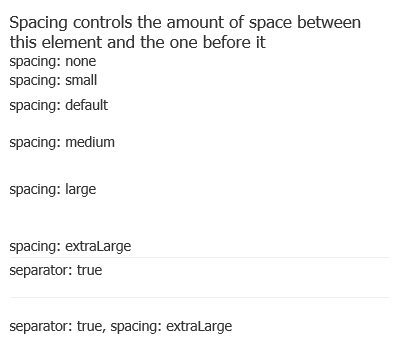 Spacing controls the amount of space between
this element and the one before it
spacing: none
spacing: small
spacing: default
spacing: medium
spacing: large
spacing: extraLarge
separator: true
separator: true, spacing: extraLarge